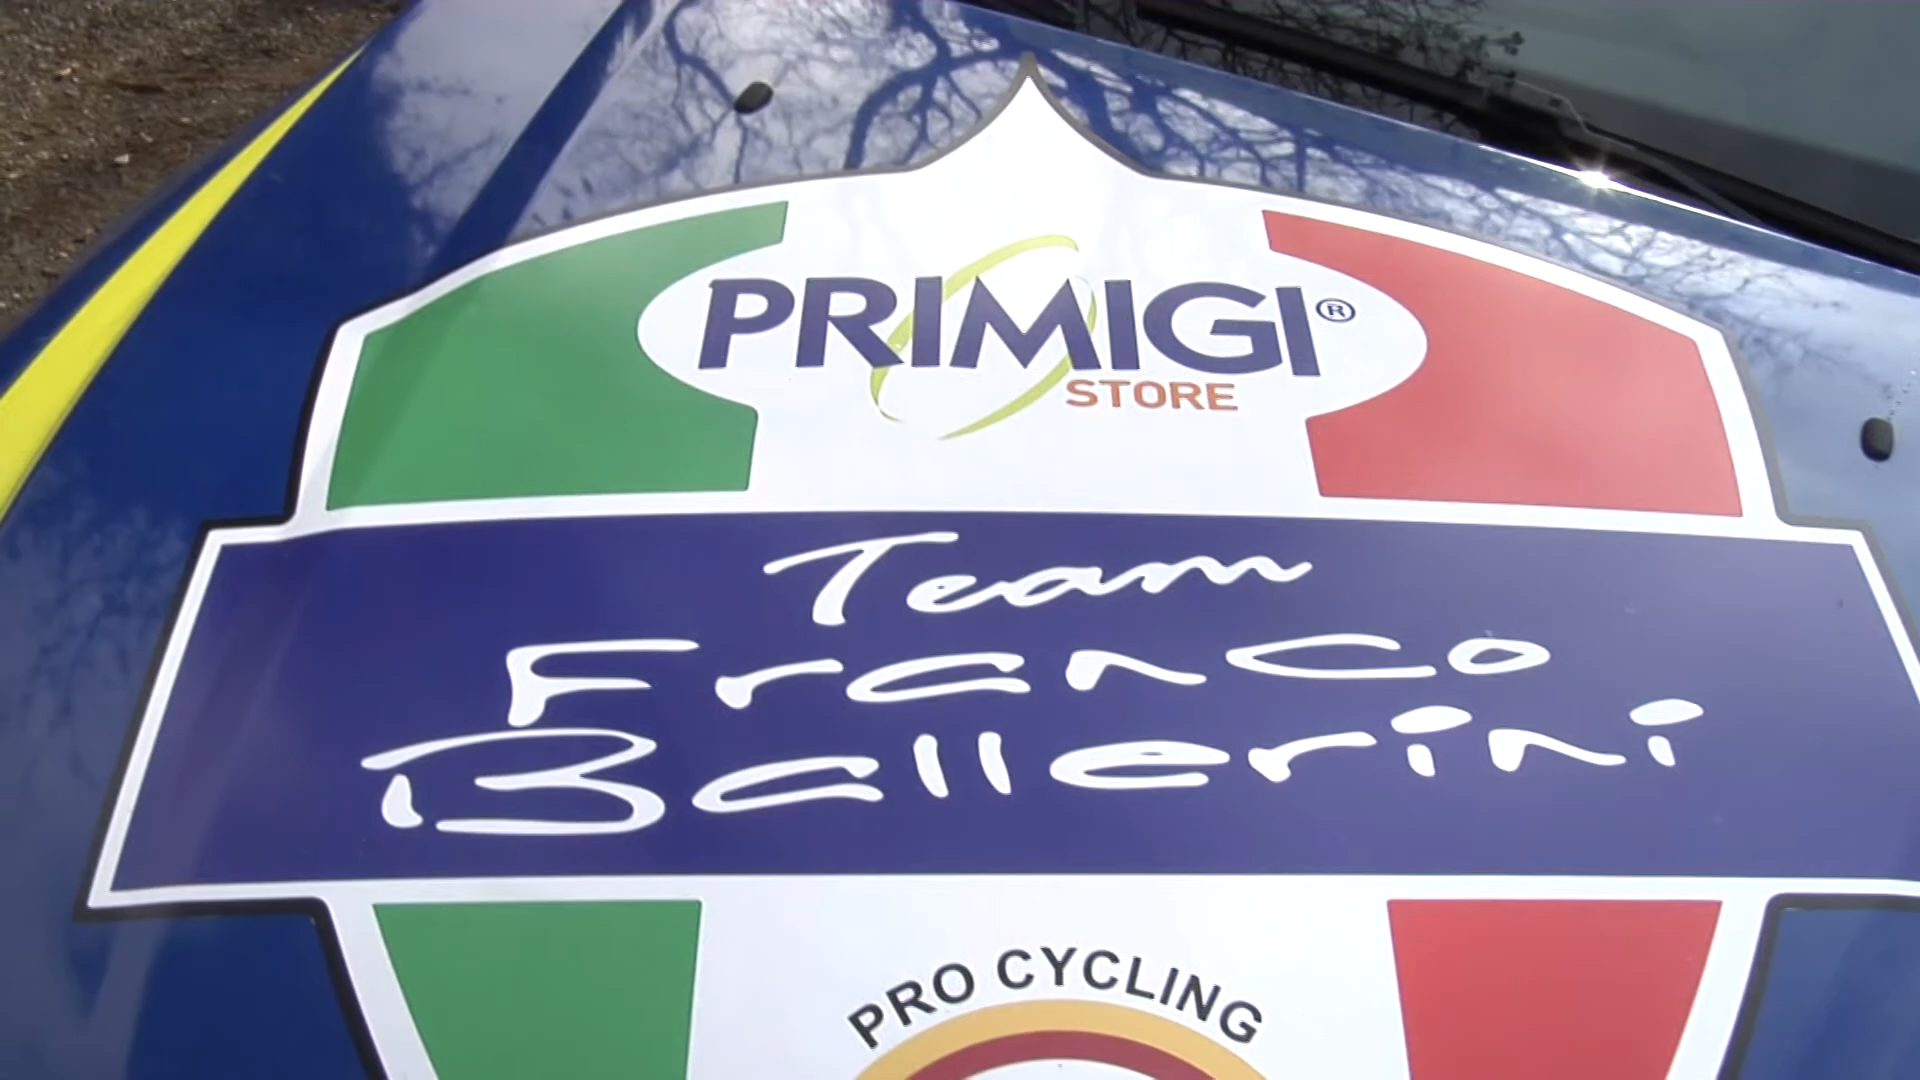 PRIMIGI®
STORE
Team
Franco
Ballerini
PRO CYCLING